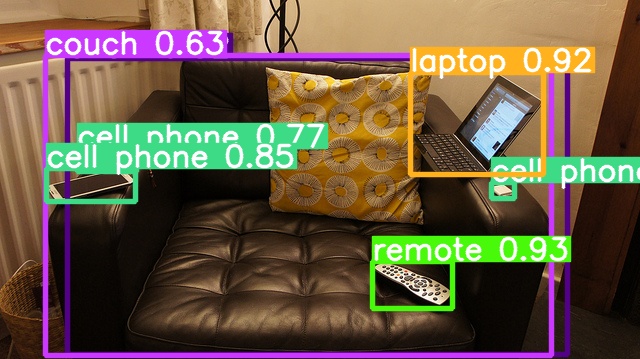 couch 0.63
laptop 0.92
cell phone 0.77
cell phone 0.85
cell phone
remote 0.93